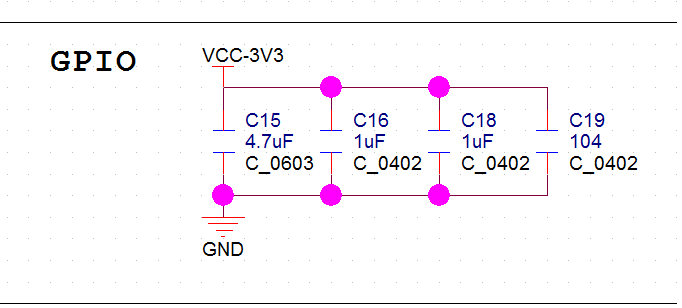 GPIO
VCC-3V3
C15
4.7uF
C_0603
C16
1uF
C_0402
C18
1uF
C_0402
C19
104
C_0402
GND